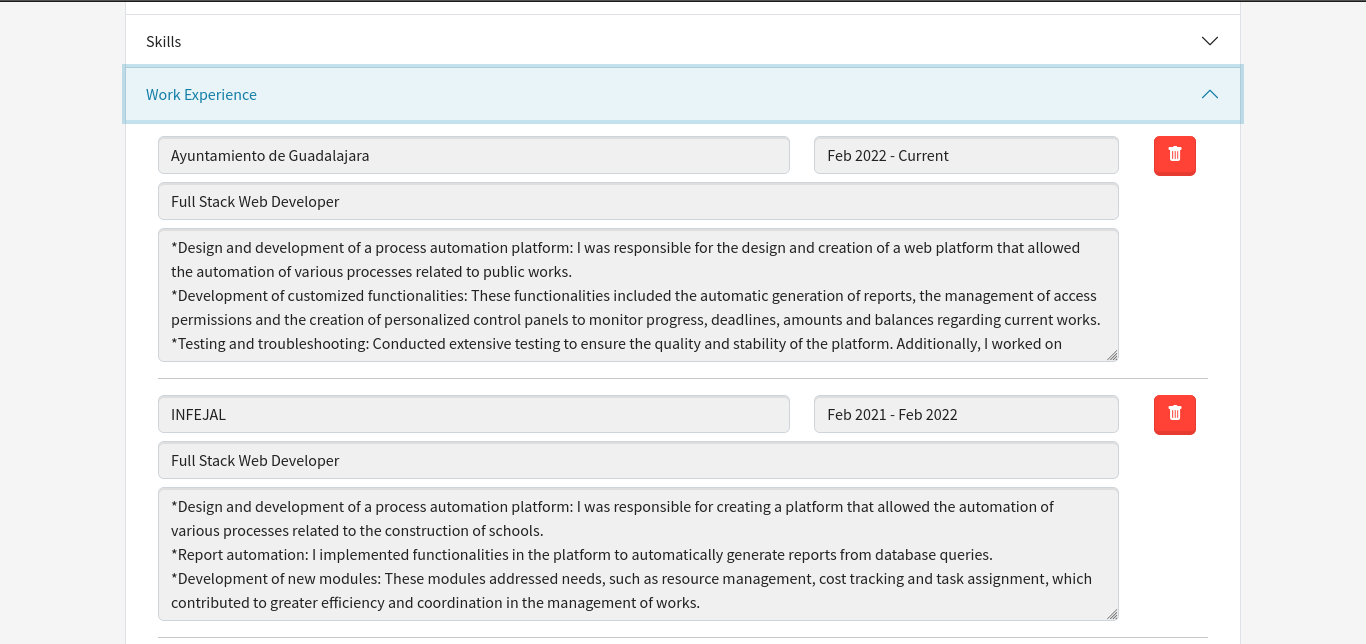 Skills
Work Experience
Ayuntamiento de Guadalajara
Feb 2022 - Current
Full Stack Web Developer
*Design and development of a process automation platform: I was responsible for the design and creation of a web platform that allowed
the automation of various processes related to public works.
*Development of customized functionalities: These functionalities included the automatic generation of reports, the management of access
permissions and the creation of personalized control panels to monitor progress, deadlines, amounts and balances regarding current works.
*Testing and troubleshooting: Conducted extensive testing to ensure the quality and stability of the platform. Additionally, I worked on
INFEJAL
Feb 2021 - Feb 2022
Full Stack Web Developer
*Design and development of a process automation platform: I was responsible for creating a platform that allowed the automation of
various processes related to the construction of schools.
*Report automation: I implemented functionalities in the platform to automatically generate reports from database queries.
*Development of new modules: These modules addressed needs, such as resource management, cost tracking and task assignment, which
contributed to greater efficiency and coordination in the management of works.